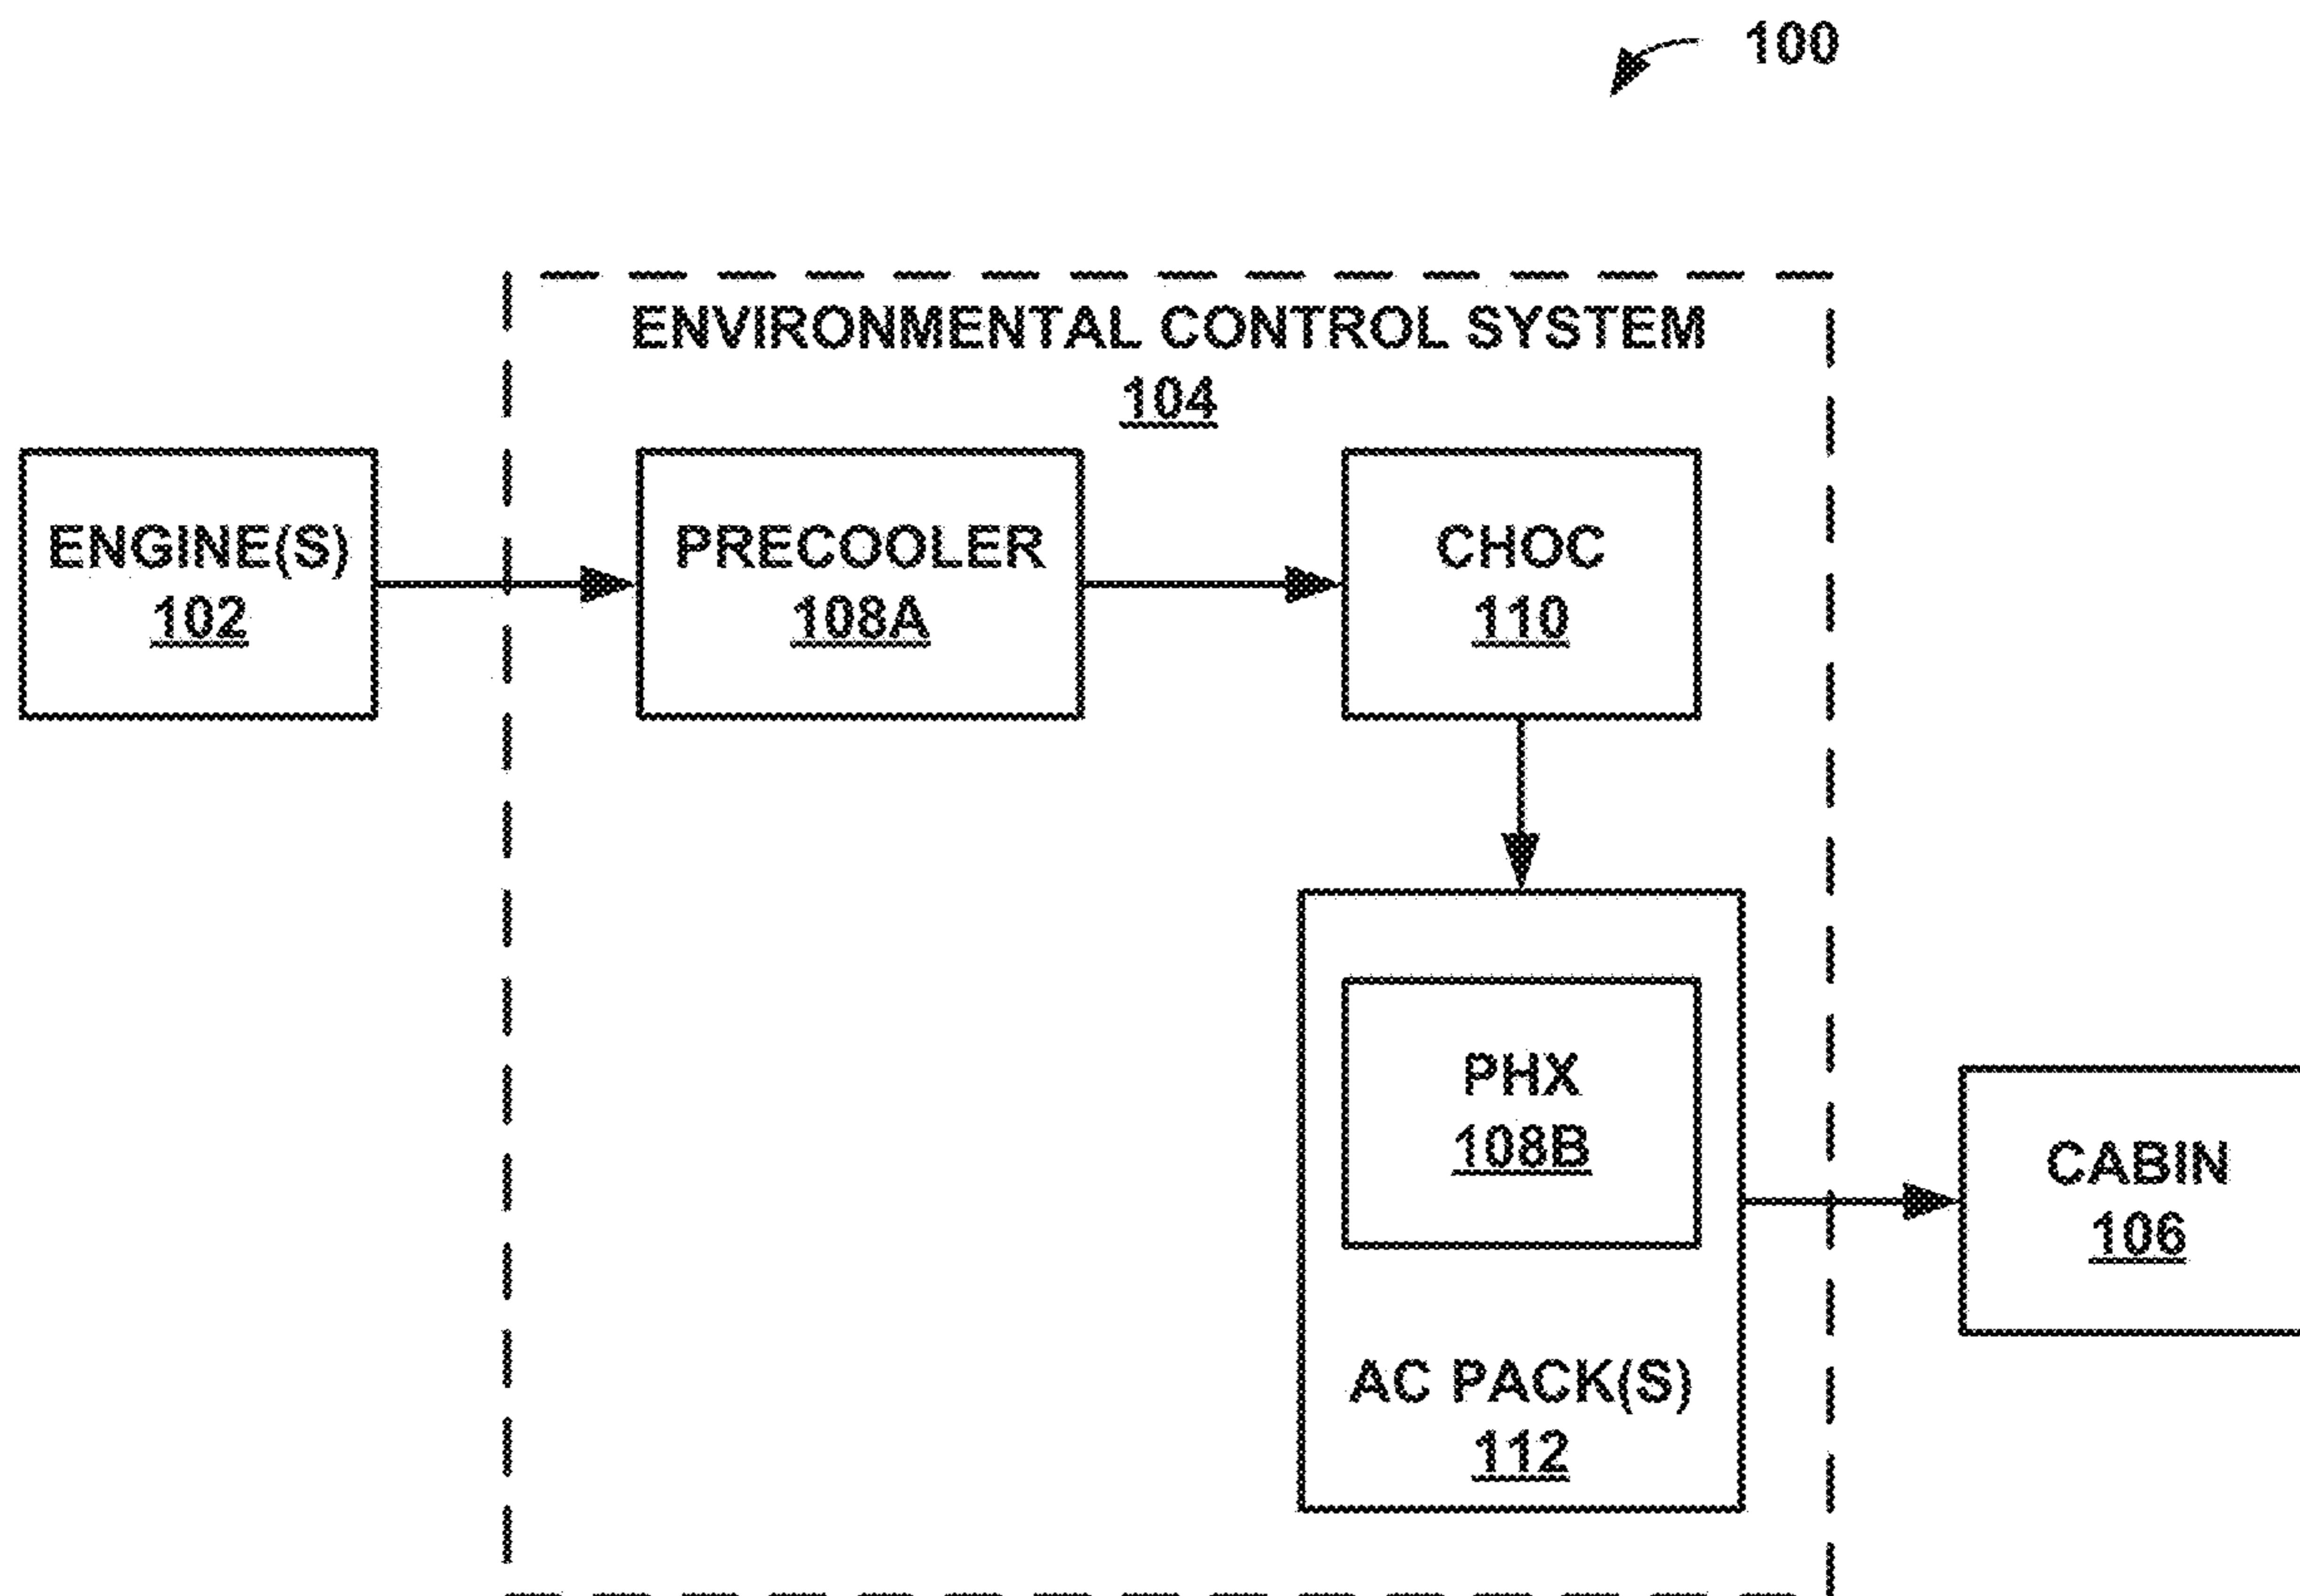 100
ENVIRONMENTAL CONTROL SYSTEM
104
ENGINE(S)
102
PRECOOLER
108A
CHOC
110
PHX
108B
AC PACK(S)
112
CABIN
106